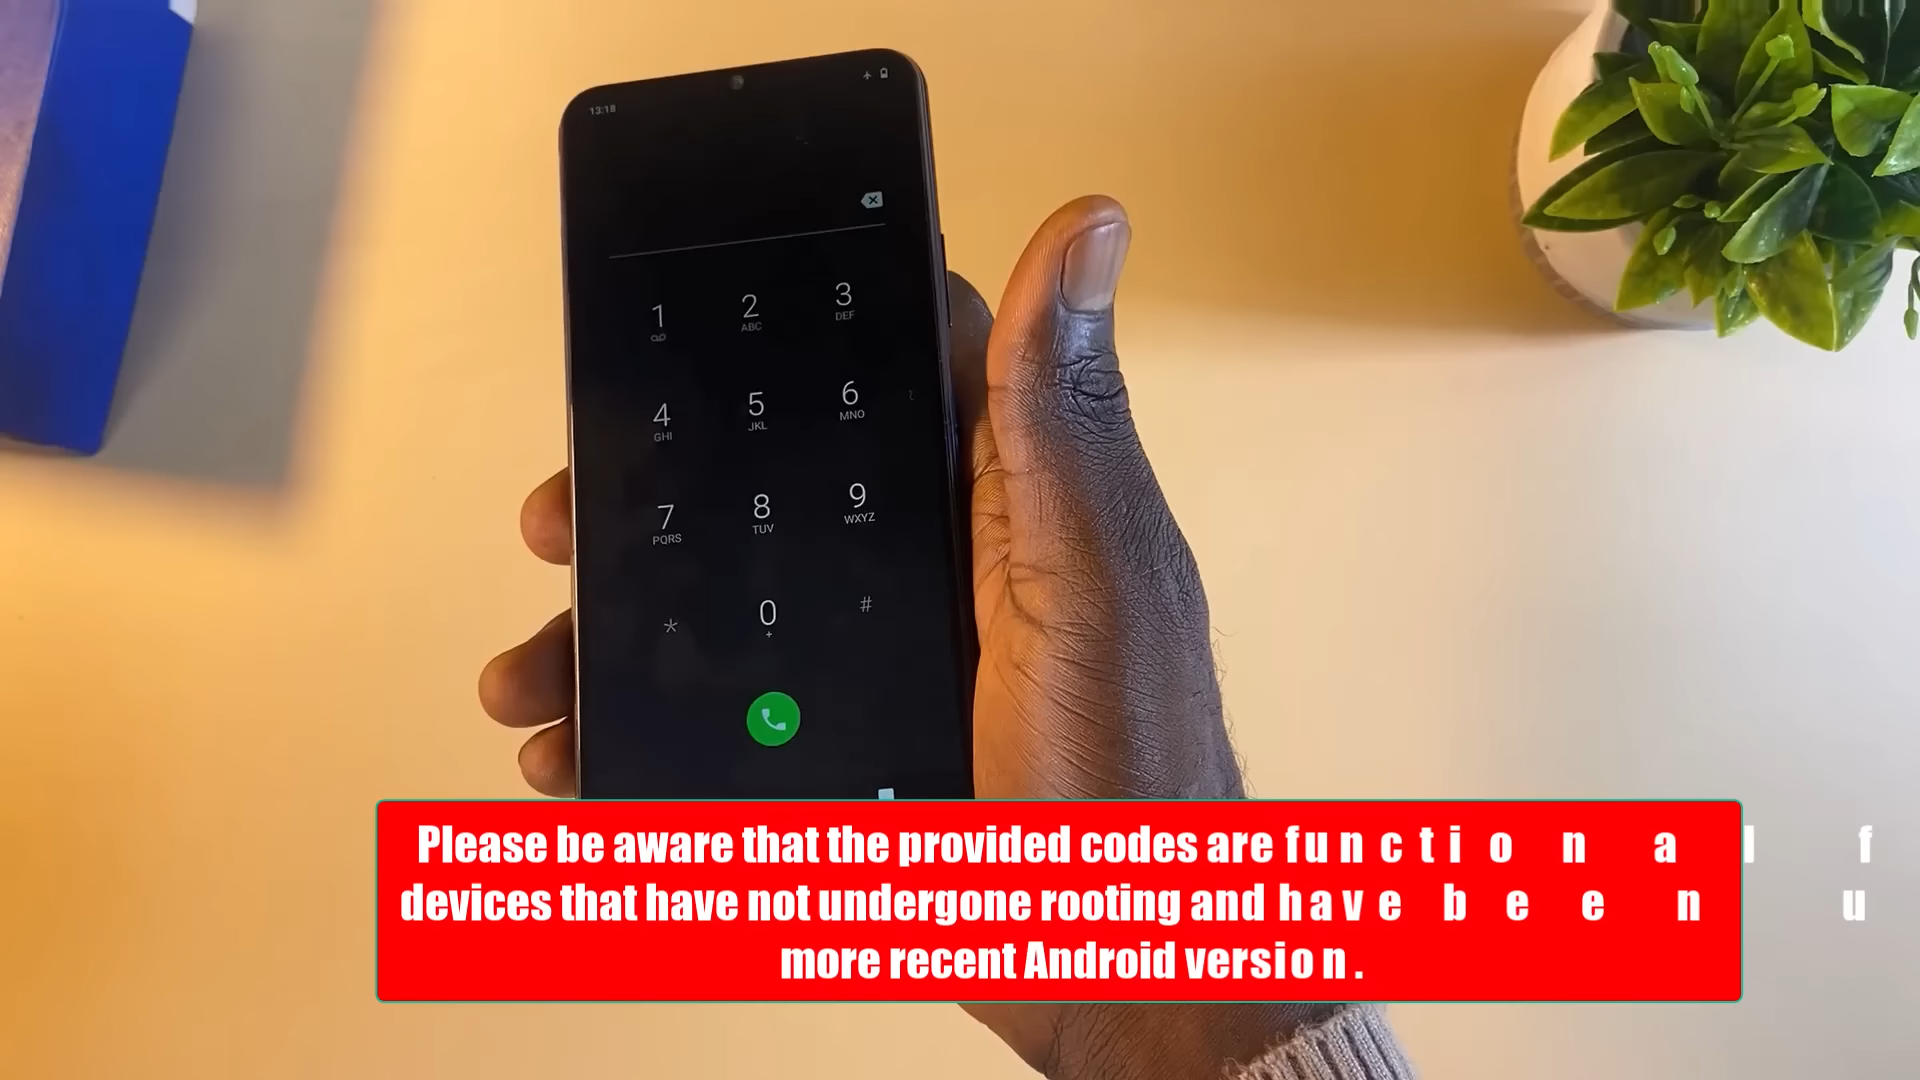 13:18
1
2
ABC
3
DEF
4
GHI
5
JKL
6
MNO
7
PQRS
8
TUV
9
WXYZ
*
0
+
#
Please be aware that the provided codes are functional f
devices that have not undergone rooting and have been u
more recent Android version.